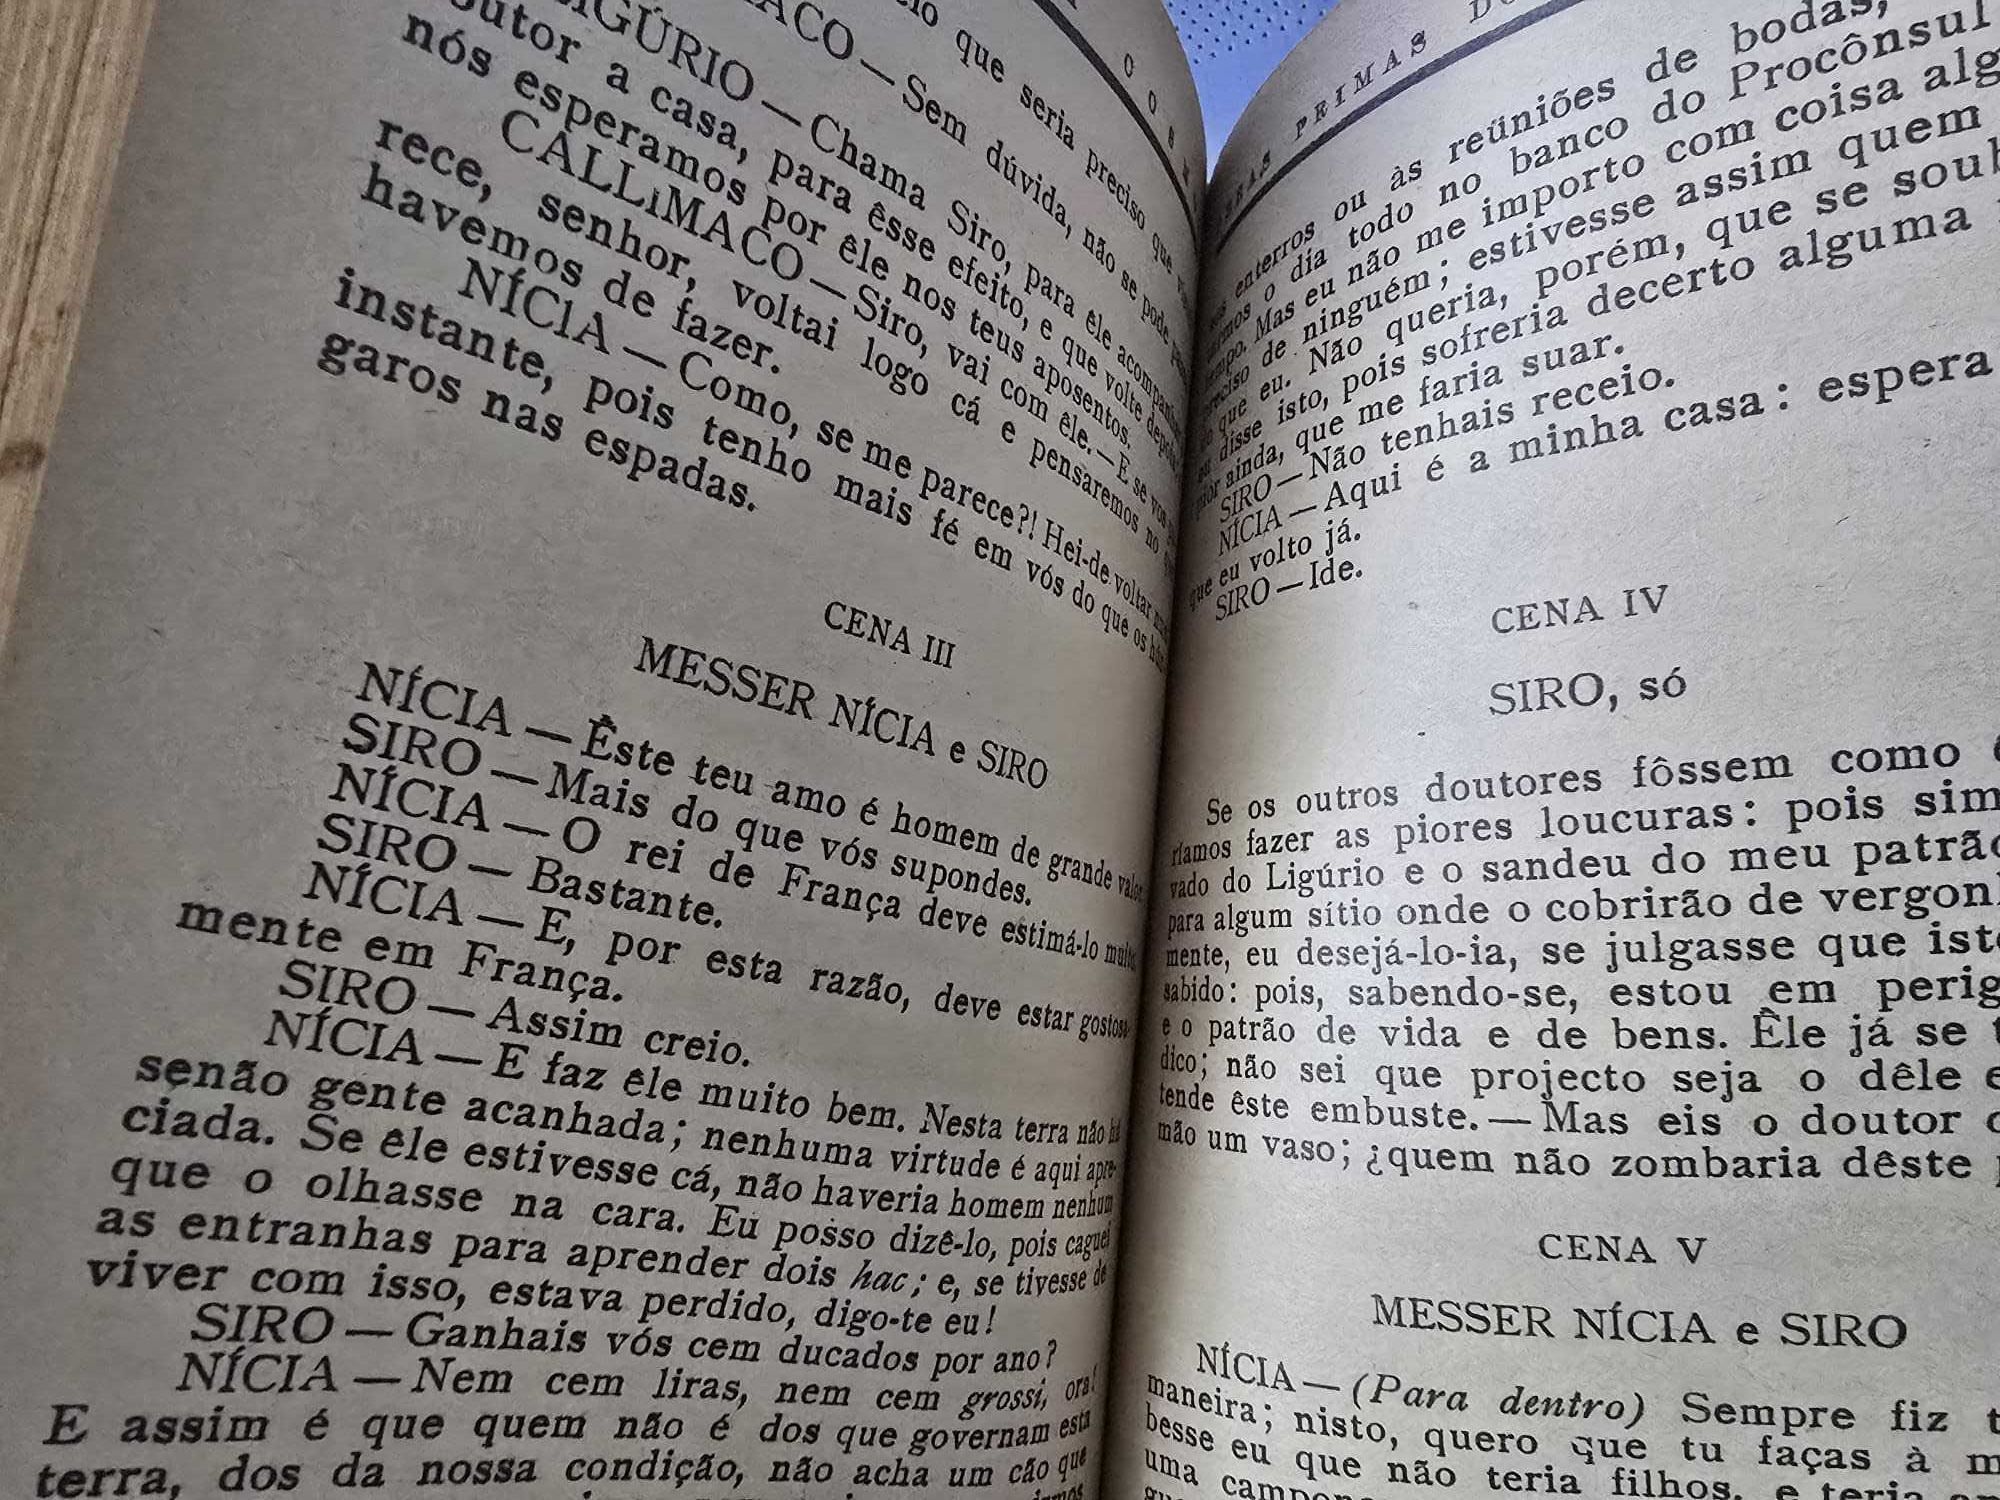 que seria preciso que
ACO — Sem dúvida, não se pode
LIGÚRIO — Chama Siro, para êle acompanhar
outor a casa, para êsse efeito, e que volte depois
nós esperamos por êle nos teus aposentos.
CALLIMACO — Siro, vai com êle. — E se vos
rece, senhor, voltai logo cá e pensaremos no
havemos de fazer.
NÍCIA — Como, se me parece?! Hei-de voltar
instante, pois tenho mais fé em vós do que os
garos nas espadas.
CENA III
MESSER NÍCIA e SIRO
NÍCIA — Êste teu amo é homem de grande valor
SIRO — Mais do que vós supondes.
NÍCIA — O rei de França deve estimá-lo muito
SIRO — Bastante.
NÍCIA — E, por esta razão, deve estar gostosa
mente em França.
SIRO — Assim creio.
NÍCIA — E faz êle muito bem. Nesta terra não há
senão gente acanhada; nenhuma virtude é aqui apre-
ciada. Se êle estivesse cá, não haveria homem nenhum
que o olhasse na cara. Eu posso dizê-lo, pois caguei
as entranhas para aprender dois hac; e, se tivesse de
viver com isso, estava perdido, digo-te eu!
SIRO — Ganhais vós cem ducados por ano?
NÍCIA — Nem cem liras, nem cem grossi, ora!
E assim é que quem não é dos que governam esta
terra, dos da nossa condição, não acha um cão que
PRIMAS
enterros ou às reüniões de bodas,
o dia todo no banco do Procônsul
Mas eu não me importo com coisa alg
de ninguém; estivesse assim quem
que eu. Não queria, porém, que se soub
eu disse isto, pois sofreria decerto alguma
ainda, que me faria suar.
SIRO — Não tenhais receio.
NÍCIA — Aqui é a minha casa: espera
que eu volto já.
SIRO — Ide.
CENA IV
SIRO, só
Se os outros doutores fôssem como
ríamos fazer as piores loucuras: pois sim
vado do Ligúrio e o sandeu do meu patrão
para algum sítio onde o cobrirão de vergonh
mente, eu desejá-lo-ia, se julgasse que isto
sabido: pois, sabendo-se, estou em perig
e o patrão de vida e de bens. Êle já se
dico; não sei que projecto seja o dêle e
tende êste embuste. — Mas eis o doutor
mão um vaso; ¿quem não zombaria dêste
CENA V
MESSER NÍCIA e SIRO
NÍCIA — (Para dentro) Sempre fiz
maneira; nisto, quero que tu faças à
besse eu que não teria filhos, e teria
uma